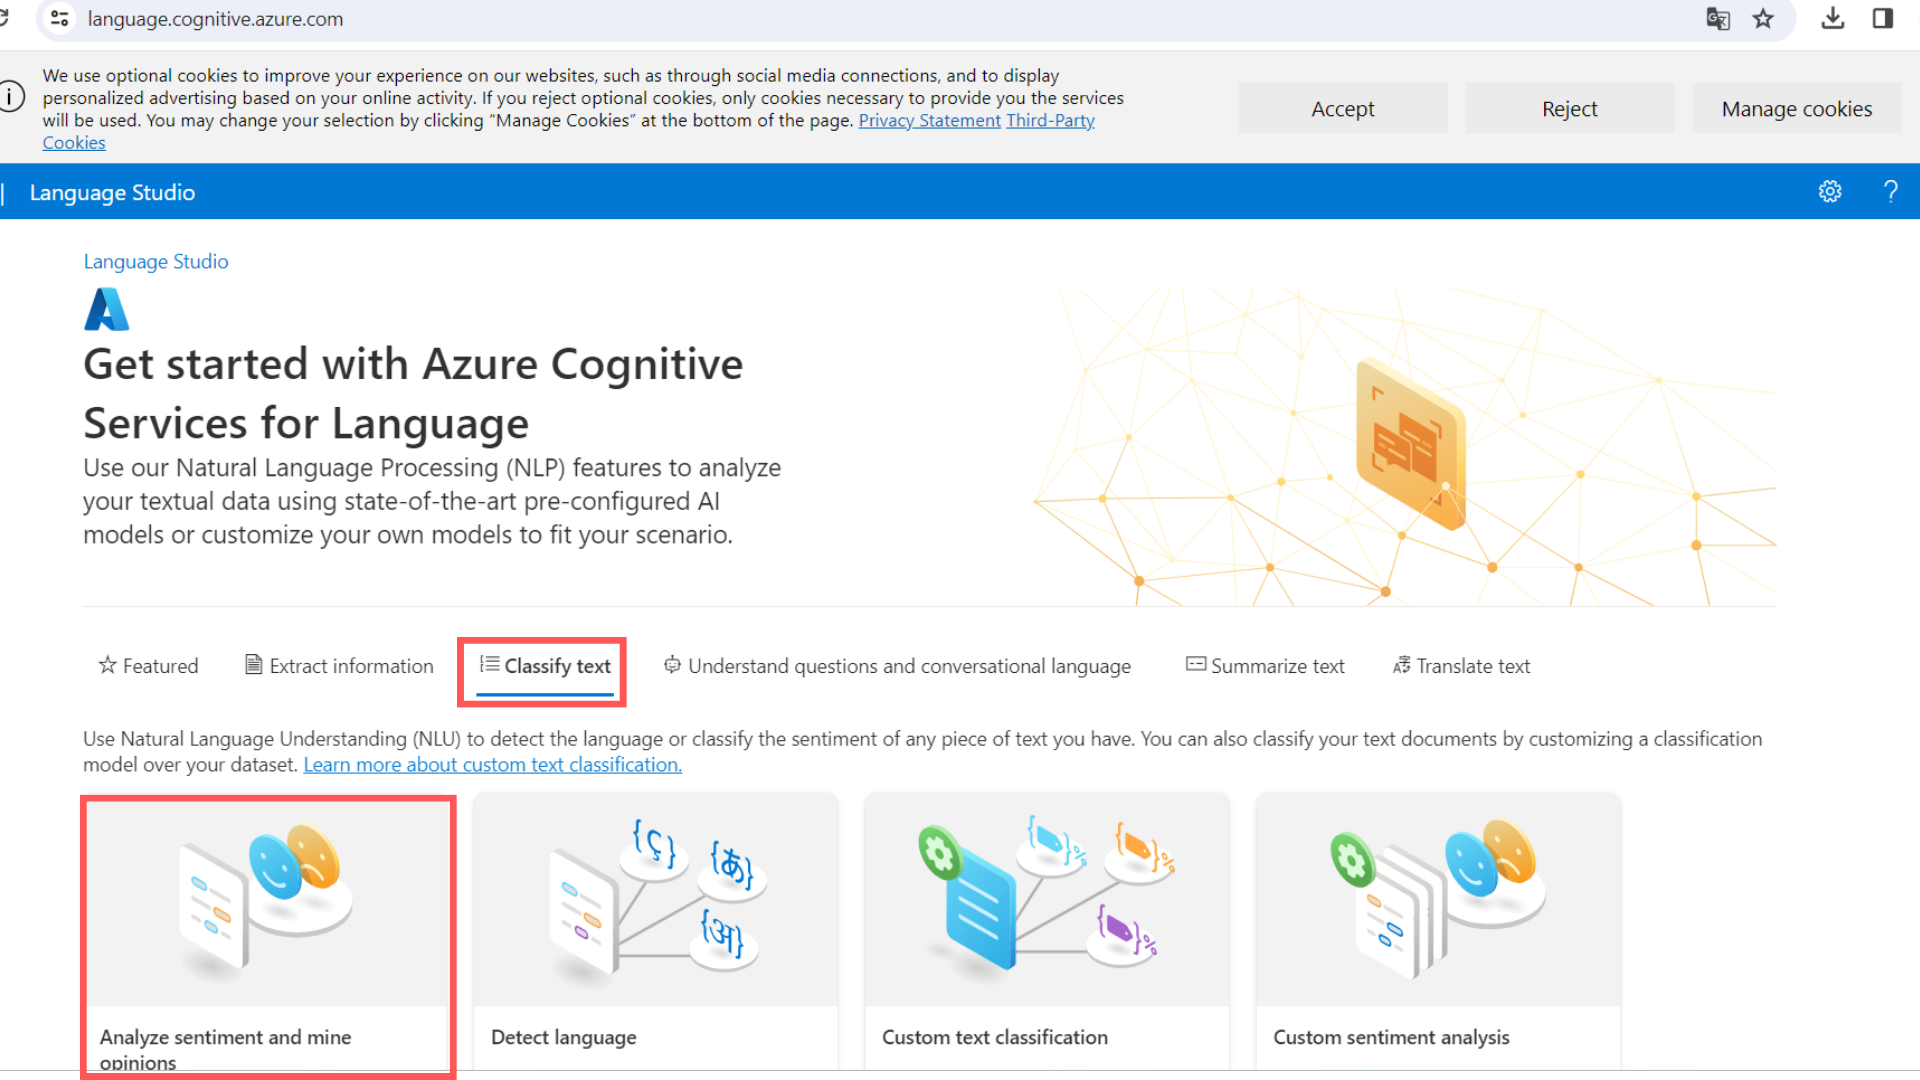 language.cognitive.azure.com
We use optional cookies to improve your experience on our websites, such as through social media connections, and to display
personalized advertising based on your online activity. If you reject optional cookies, only cookies necessary to provide you the services
will be used. You may change your selection by clicking “Manage Cookies” at the bottom of the page. Privacy Statement Third-Party
Cookies
Accept
Reject
Manage cookies
| Language Studio
?
Language Studio
Get started with Azure Cognitive
Services for Language
Use our Natural Language Processing (NLP) features to analyze
your textual data using state-of-the-art pre-configured AI
models or customize your own models to fit your scenario.
Featured
Extract information
Classify text
Understand questions and conversational language
Summarize text
Translate text
Use Natural Language Understanding (NLU) to detect the language or classify the sentiment of any piece of text you have. You can also classify your text documents by customizing a classification
model over your dataset. Learn more about custom text classification.
{ç}
{あ}
{अ}
Analyze sentiment and mine
opinions
Detect language
Custom text classification
Custom sentiment analysis